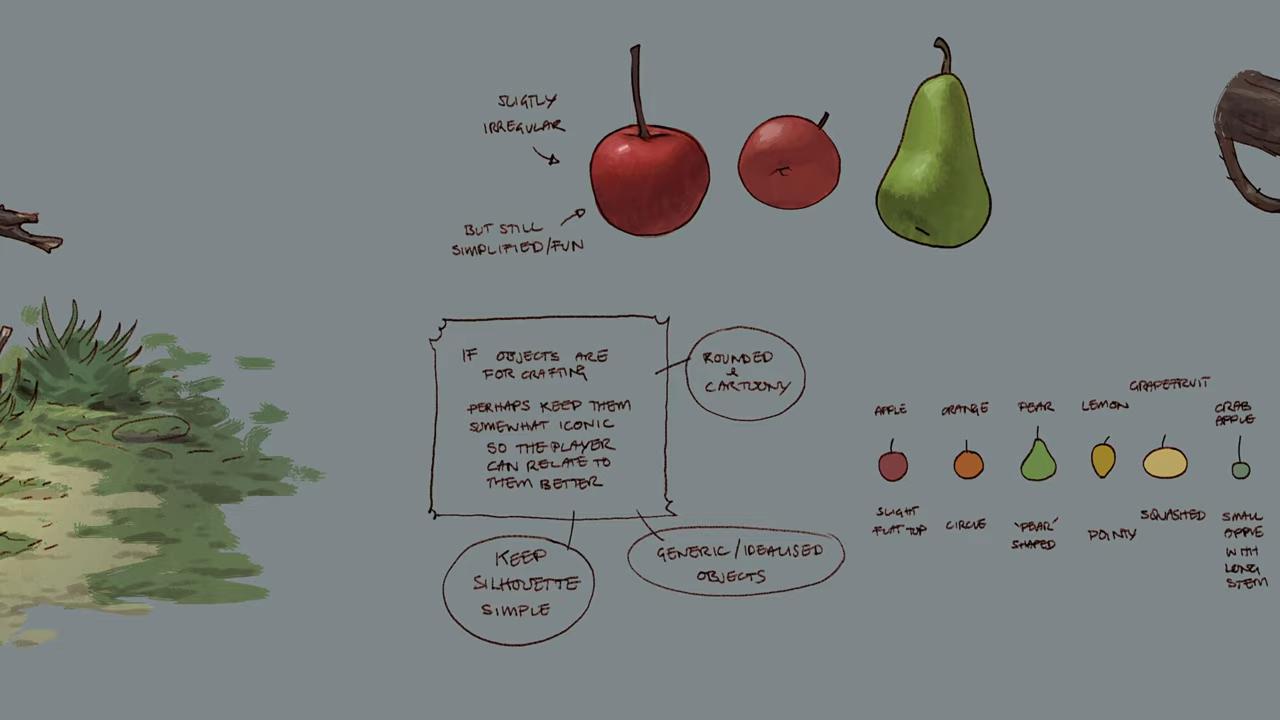 SLIGTLY
IRREGULAR
BUT STILL
SIMPLIFIED/FUN
IF OBJECTS ARE
FOR CRAFTING
PERHAPS KEEP THEM
SOMEWHAT ICONIC
SO THE PLAYER
CAN RELATE TO
THEM BETTER
ROUNDED
&
CARTOONY
KEEP
SILHOUETTE
SIMPLE
GENERIC/IDEALISED
OBJECTS
APPLE
SLIGHT
FLAT TOP
ORANGE
CIRCLE
PEAR
'PEAR'
SHAPED
LEMON
POINTY
GRAPEFRUIT
SQUASHED
CRAB
APPLE
SMALL
APPLE
WITH
LONG
STEM